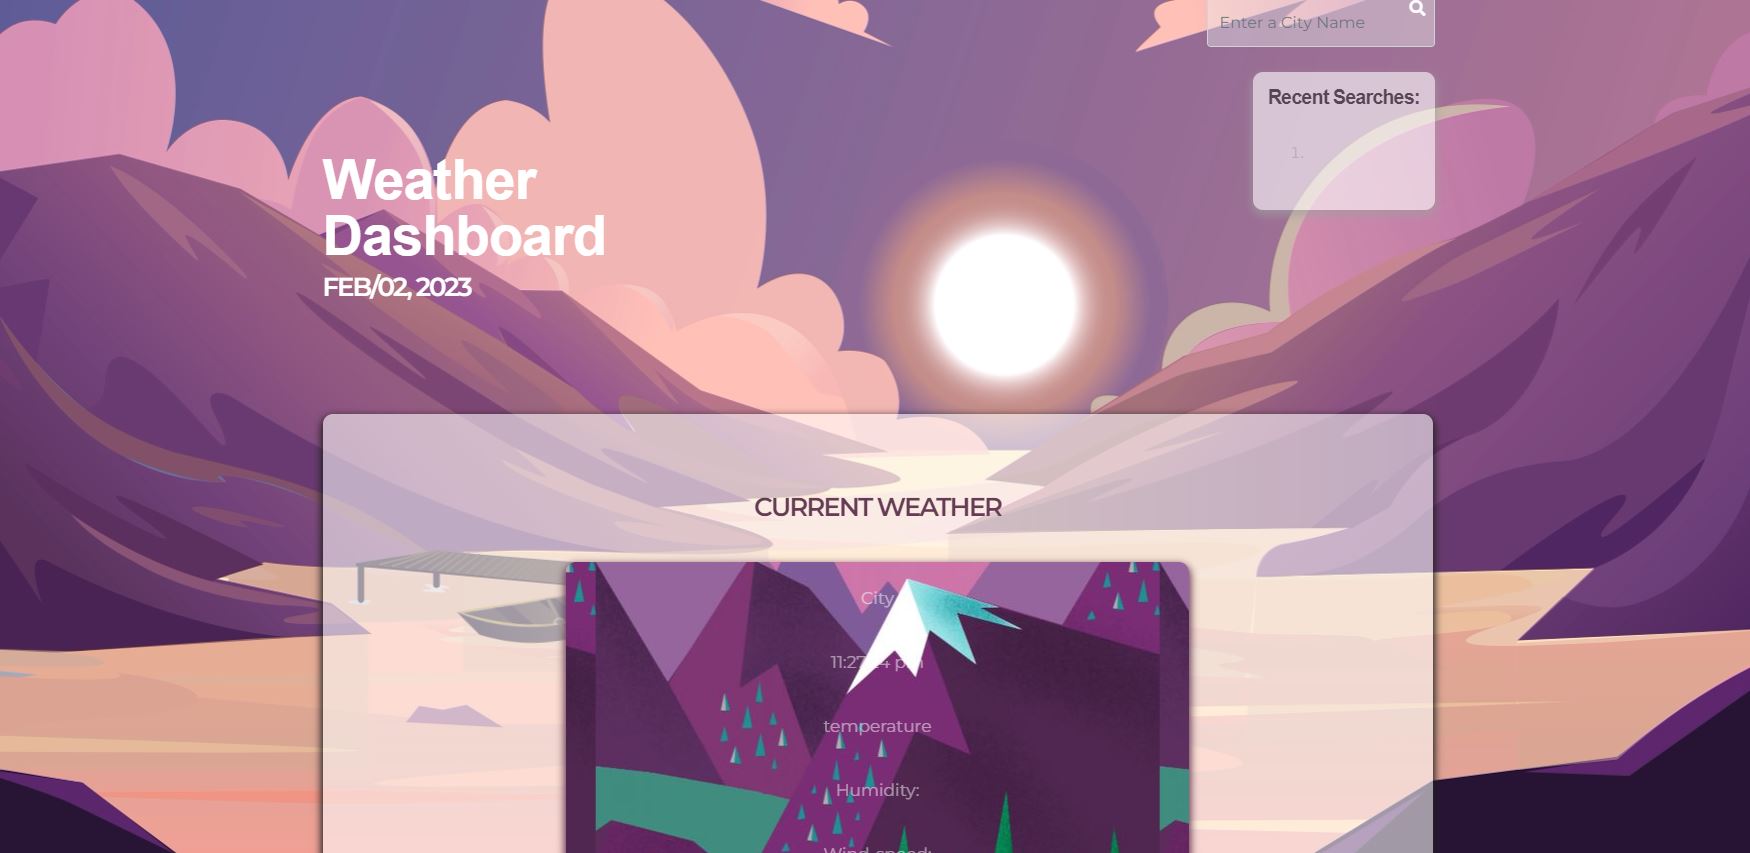 Enter a City Name
Recent Searches:
1.
Weather
Dashboard
FEB/02, 2023
CURRENT WEATHER
City
11:27:14 pm
temperature
Humidity:
Wind-speed: